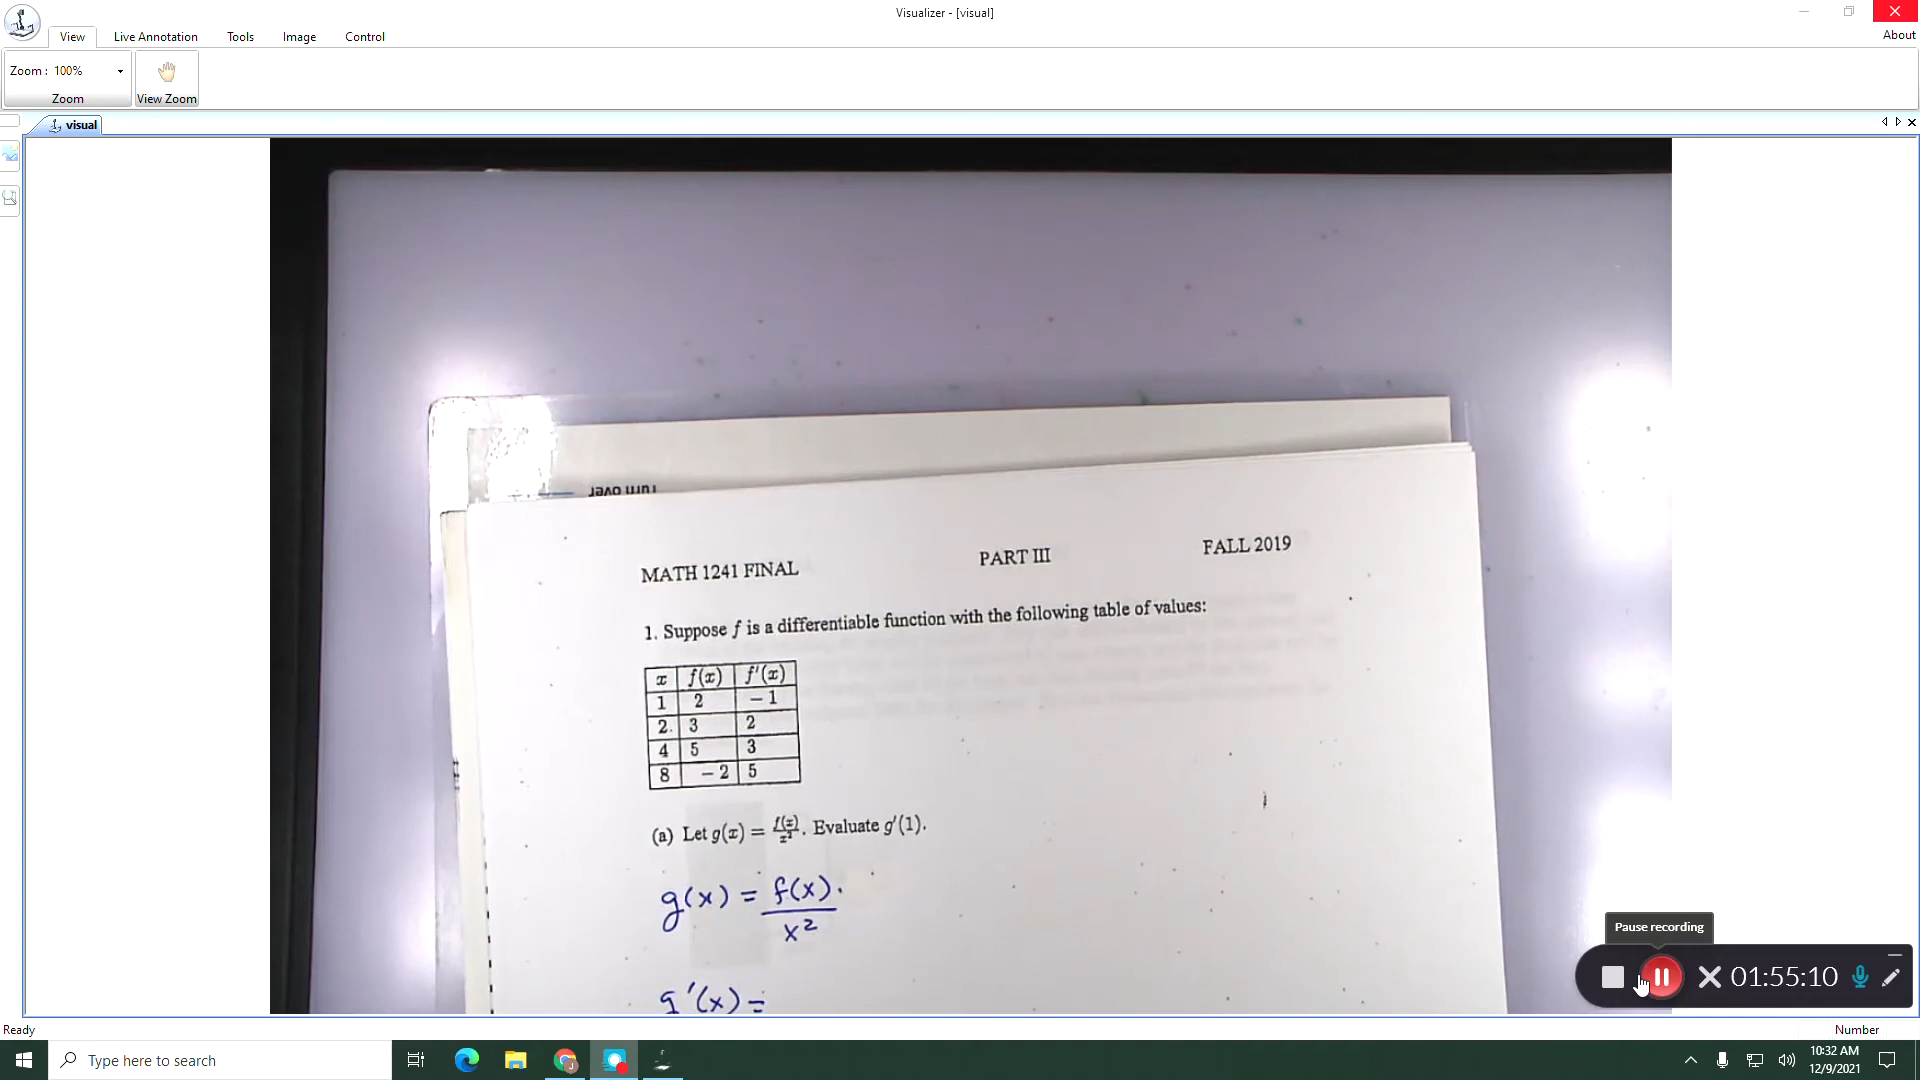 Visualizer - [visual]
View Live Annotation Tools Image Control About
Zoom : 100%
Zoom View Zoom
visual
Turn over
MATH 1241 FINAL PART III FALL 2019
1. Suppose f is a differentiable function with the following table of values:
x f(x) f'(x)
1 2 -1
2. 3 2
4 5 3
8 -2 5
(a) Let g(x) = f(x)/x². Evaluate g'(1).
g(x) = f(x).
x²
g'(x) =
Pause recording
01:55:10
Ready Number
Type here to search
10:32 AM
12/9/2021